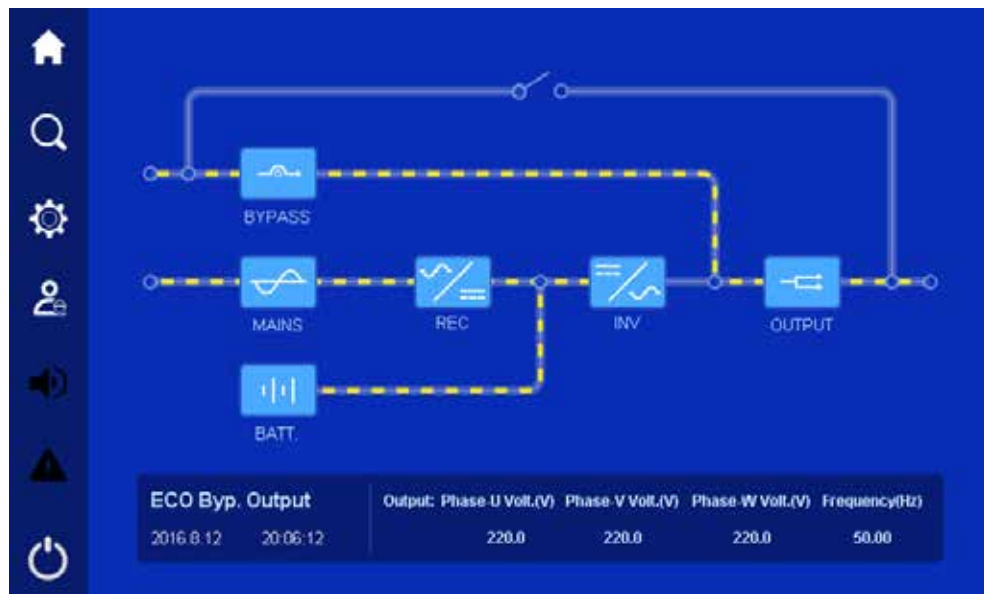 BYPASS
MAINS
REC
INV
OUTPUT
BATT.
ECO Byp. Output
Output: Phase-U Volt.(V) Phase-V Volt.(V) Phase-W Volt.(V) Frequency(Hz)
2016.8.12 20:06:12
220.0 220.0 220.0 50.00